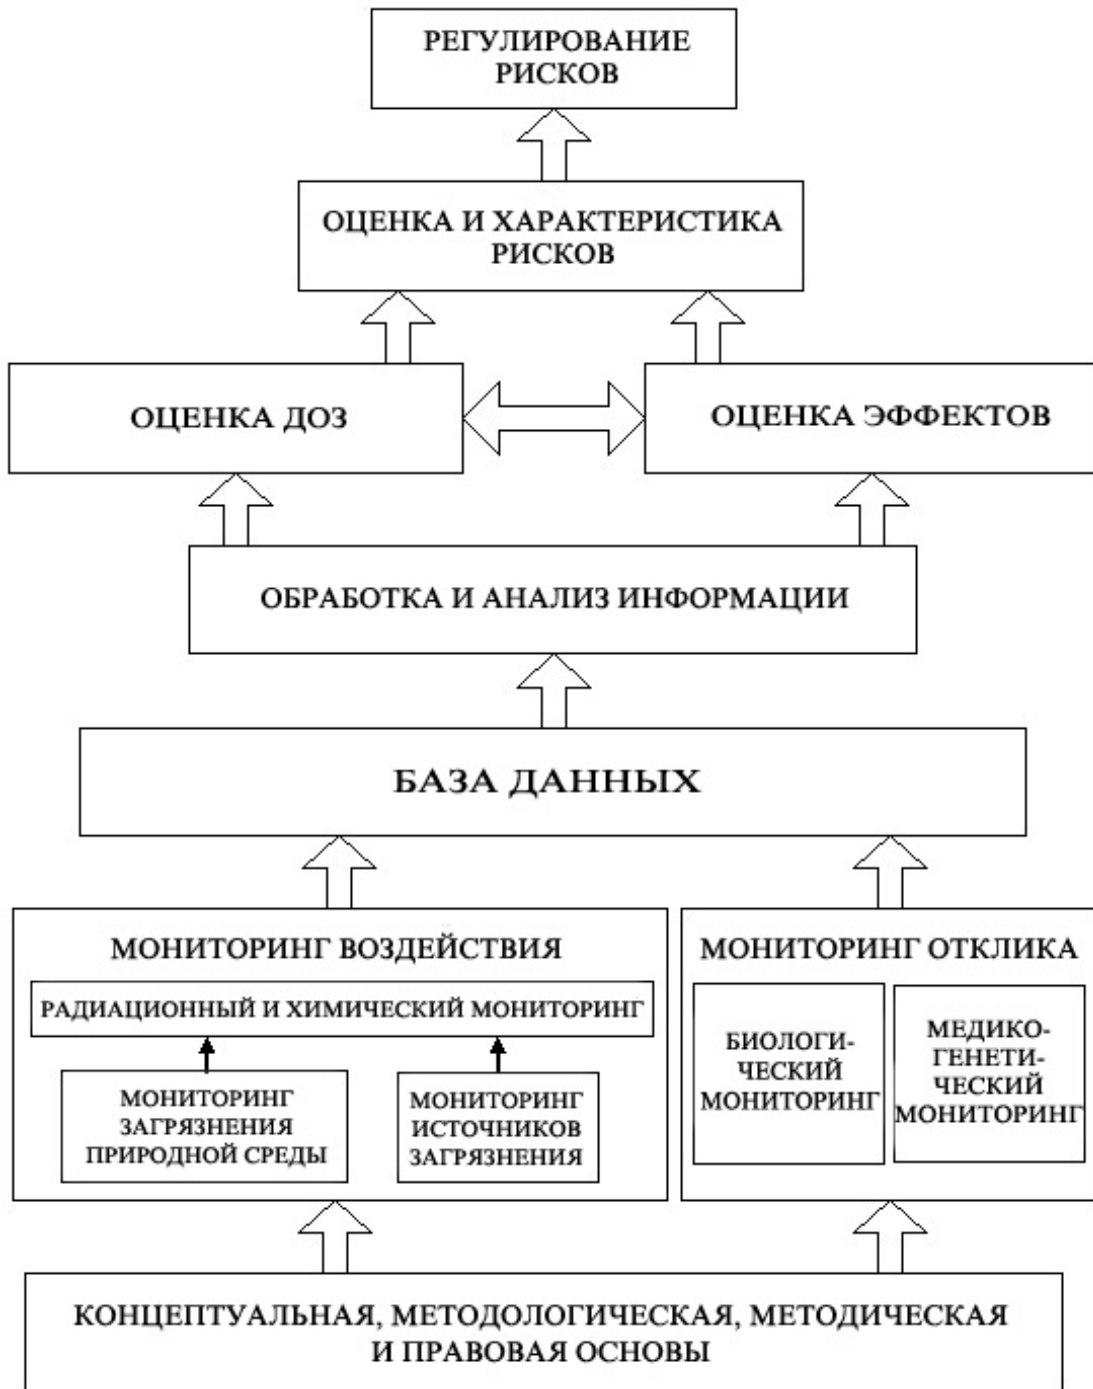 РЕГУЛИРОВАНИЕ
РИСКОВ
ОЦЕНКА И ХАРАКТЕРИСТИКА
РИСКОВ
ОЦЕНКА ДОЗ
ОЦЕНКА ЭФФЕКТОВ
ОБРАБОТКА И АНАЛИЗ ИНФОРМАЦИИ
БАЗА ДАННЫХ
МОНИТОРИНГ ВОЗДЕЙСТВИЯ
РАДИАЦИОННЫЙ И ХИМИЧЕСКИЙ МОНИТОРИНГ
МОНИТОРИНГ
ЗАГРЯЗНЕНИЯ
ПРИРОДНОЙ СРЕДЫ
МОНИТОРИНГ
ИСТОЧНИКОВ
ЗАГРЯЗНЕНИЯ
МОНИТОРИНГ ОТКЛИКА
БИОЛОГИ-
ЧЕСКИЙ
МОНИТОРИНГ
МЕДИКО-
ГЕНЕТИ-
ЧЕСКИЙ
МОНИТОРИНГ
КОНЦЕПТУАЛЬНАЯ, МЕТОДОЛОГИЧЕСКАЯ, МЕТОДИЧЕСКАЯ
И ПРАВОВАЯ ОСНОВЫ